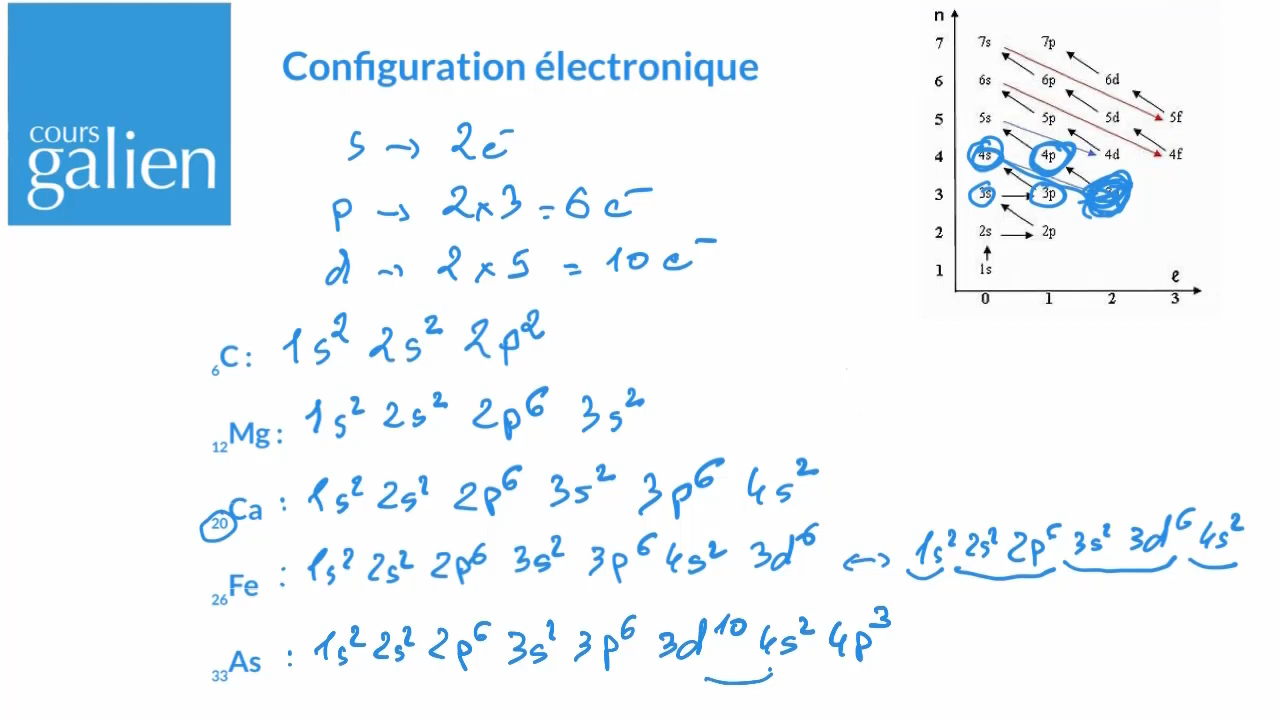 cours
galien
Configuration électronique
s → 2e⁻
p → 2×3 = 6e⁻
d → 2×5 = 10e⁻
₆C : 1s² 2s² 2p²
₁₂Mg : 1s² 2s² 2p⁶ 3s²
₂₀Ca : 1s² 2s² 2p⁶ 3s² 3p⁶ 4s²
₂₆Fe : 1s² 2s² 2p⁶ 3s² 3p⁶ 4s² 3d⁶ ↔ 1s² 2s² 2p⁶ 3s² 3d⁶ 4s²
₃₃As : 1s² 2s² 2p⁶ 3s² 3p⁶ 3d¹⁰ 4s² 4p³
n
7 7s 7p
6 6s 6p 6d
5 5s 5p 5d 5f
4 4s 4p 4d 4f
3 3s 3p
2 2s 2p
1 1s
ℓ
0 1 2 3